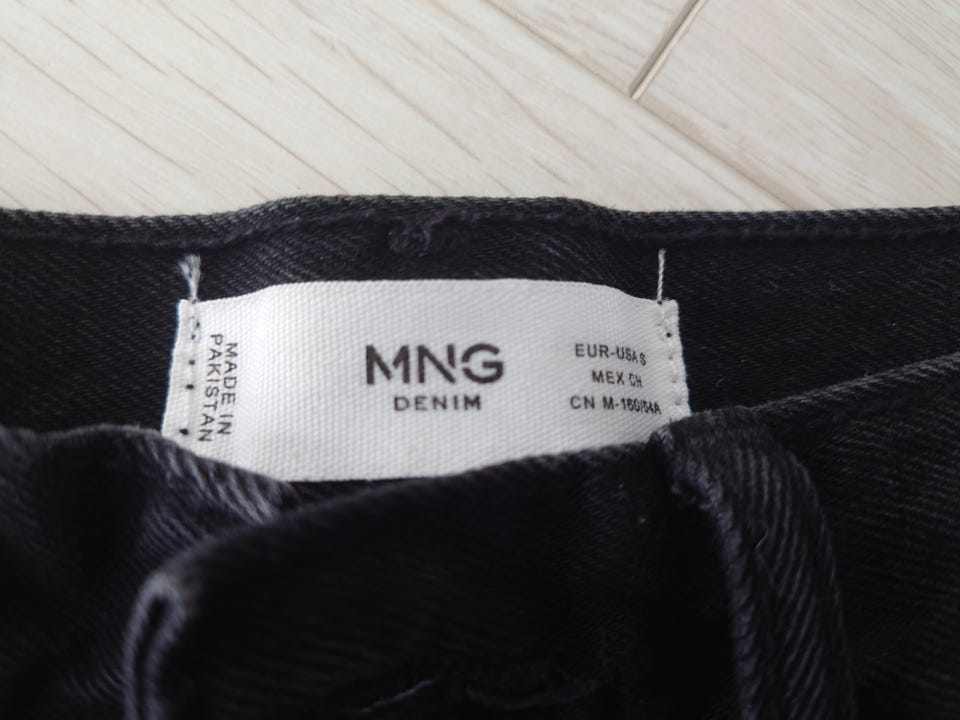 MADE IN
PAKISTAN
MNG
DENIM
EUR-USA S
MEX CH
CN M-160/64A